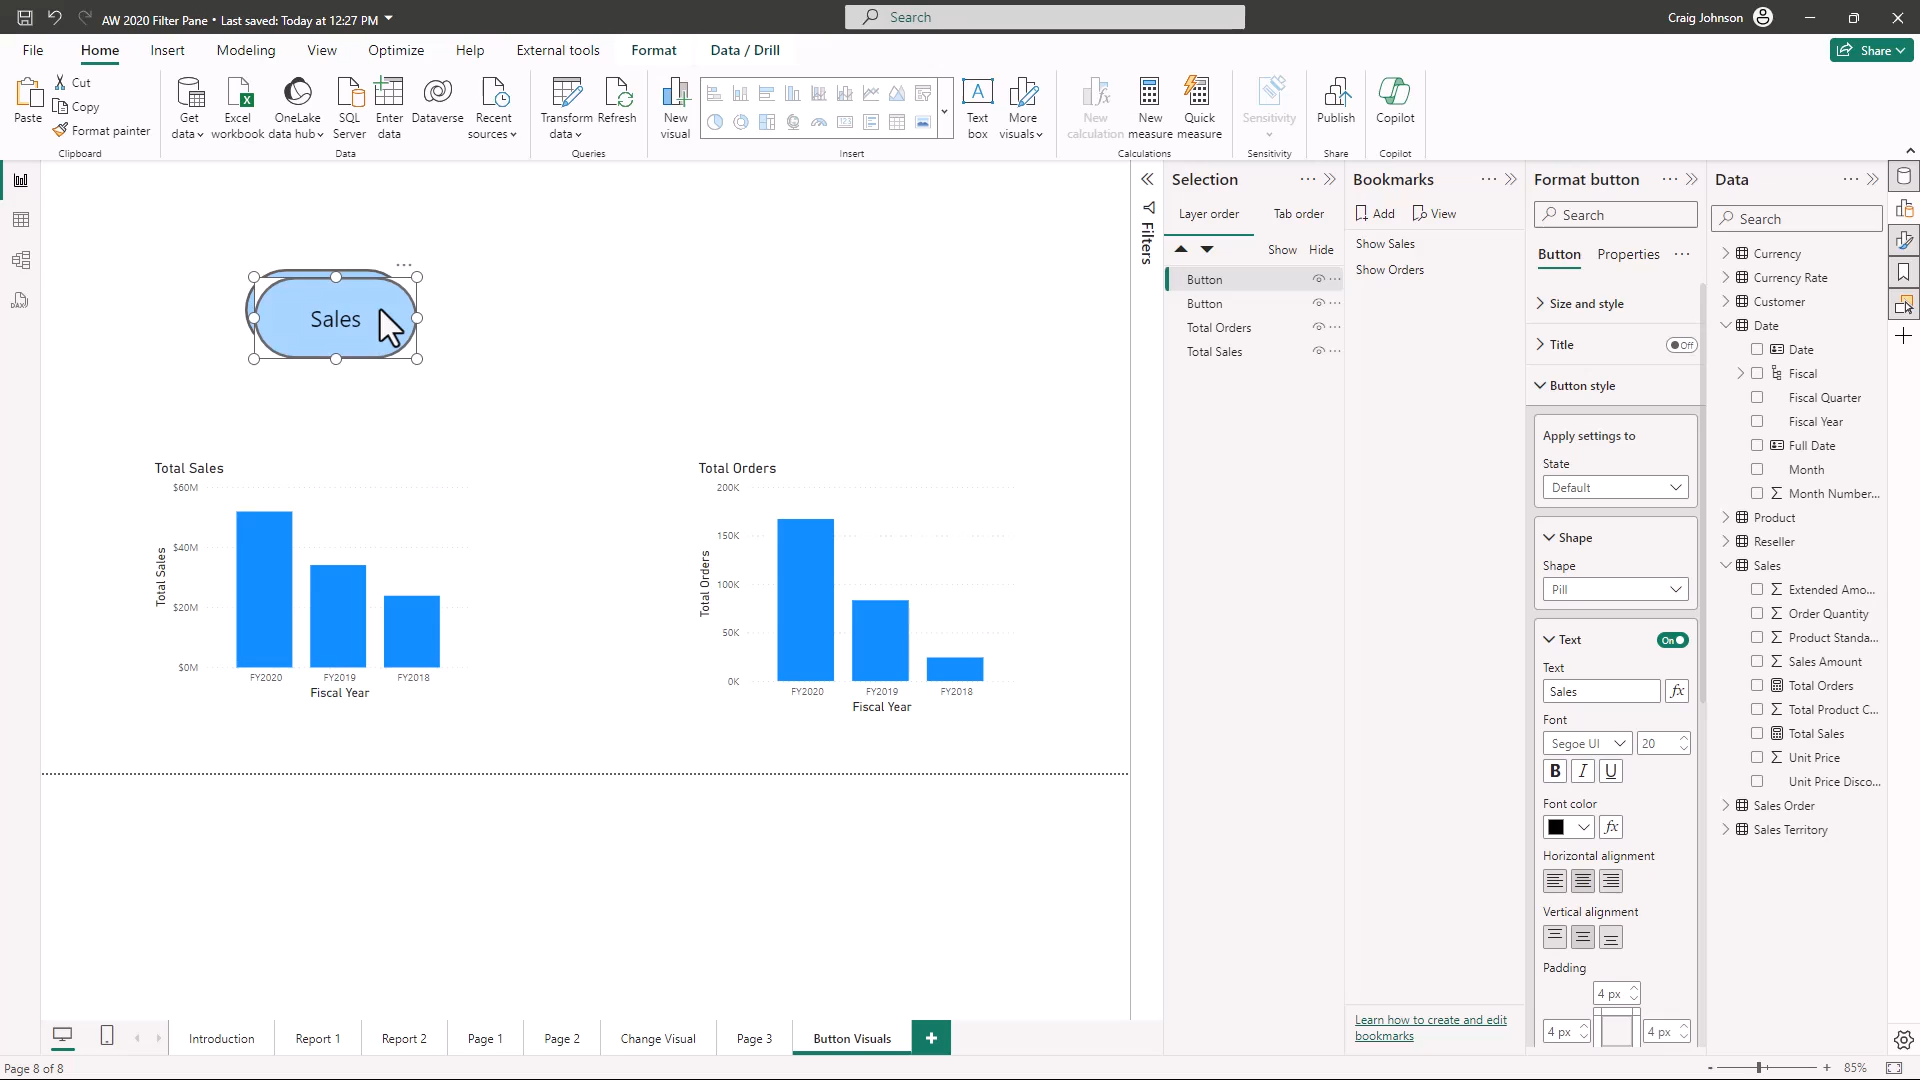 AW 2020 Filter Pane • Last saved: Today at 12:27 PM
Search
Craig Johnson
File
Home
Insert
Modeling
View
Optimize
Help
External tools
Format
Data / Drill
Share
Paste
Cut
Copy
Format painter
Clipboard
Get data
Excel workbook
OneLake data hub
SQL Server
Enter data
Dataverse
Recent sources
Data
Transform data
Refresh
Queries
New visual
Text box
More visuals
Insert
New calculation
New measure
Quick measure
Calculations
Sensitivity
Sensitivity
Publish
Share
Copilot
Copilot
Sales
Total Sales
$60M
$40M
$20M
$0M
Total Sales
FY2020
FY2019
FY2018
Fiscal Year
Total Orders
200K
150K
100K
50K
0K
Total Orders
FY2020
FY2019
FY2018
Fiscal Year
Filters
Selection
Layer order
Tab order
Show
Hide
Button
Button
Total Orders
Total Sales
Bookmarks
Add
View
Show Sales
Show Orders
Learn how to create and edit
bookmarks
Format button
Search
Button
Properties
Size and style
Title
Off
Button style
Apply settings to
State
Default
Shape
Shape
Pill
Text
On
Text
Sales
fx
Font
Segoe UI
20
B
I
U
Font color
fx
Horizontal alignment
Vertical alignment
Padding
4 px
4 px
4 px
Data
Search
Currency
Currency Rate
Customer
Date
Date
Fiscal
Fiscal Quarter
Fiscal Year
Full Date
Month
Month Number...
Product
Reseller
Sales
Extended Amo...
Order Quantity
Product Standa...
Sales Amount
Total Orders
Total Product C...
Total Sales
Unit Price
Unit Price Disco...
Sales Order
Sales Territory
Introduction
Report 1
Report 2
Page 1
Page 2
Change Visual
Page 3
Button Visuals
Page 8 of 8
85%